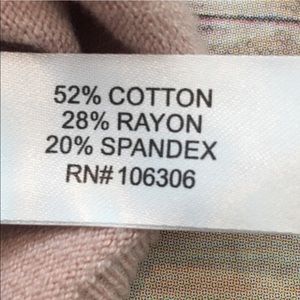 52% COTTON
28% RAYON
20% SPANDEX
RN# 106306